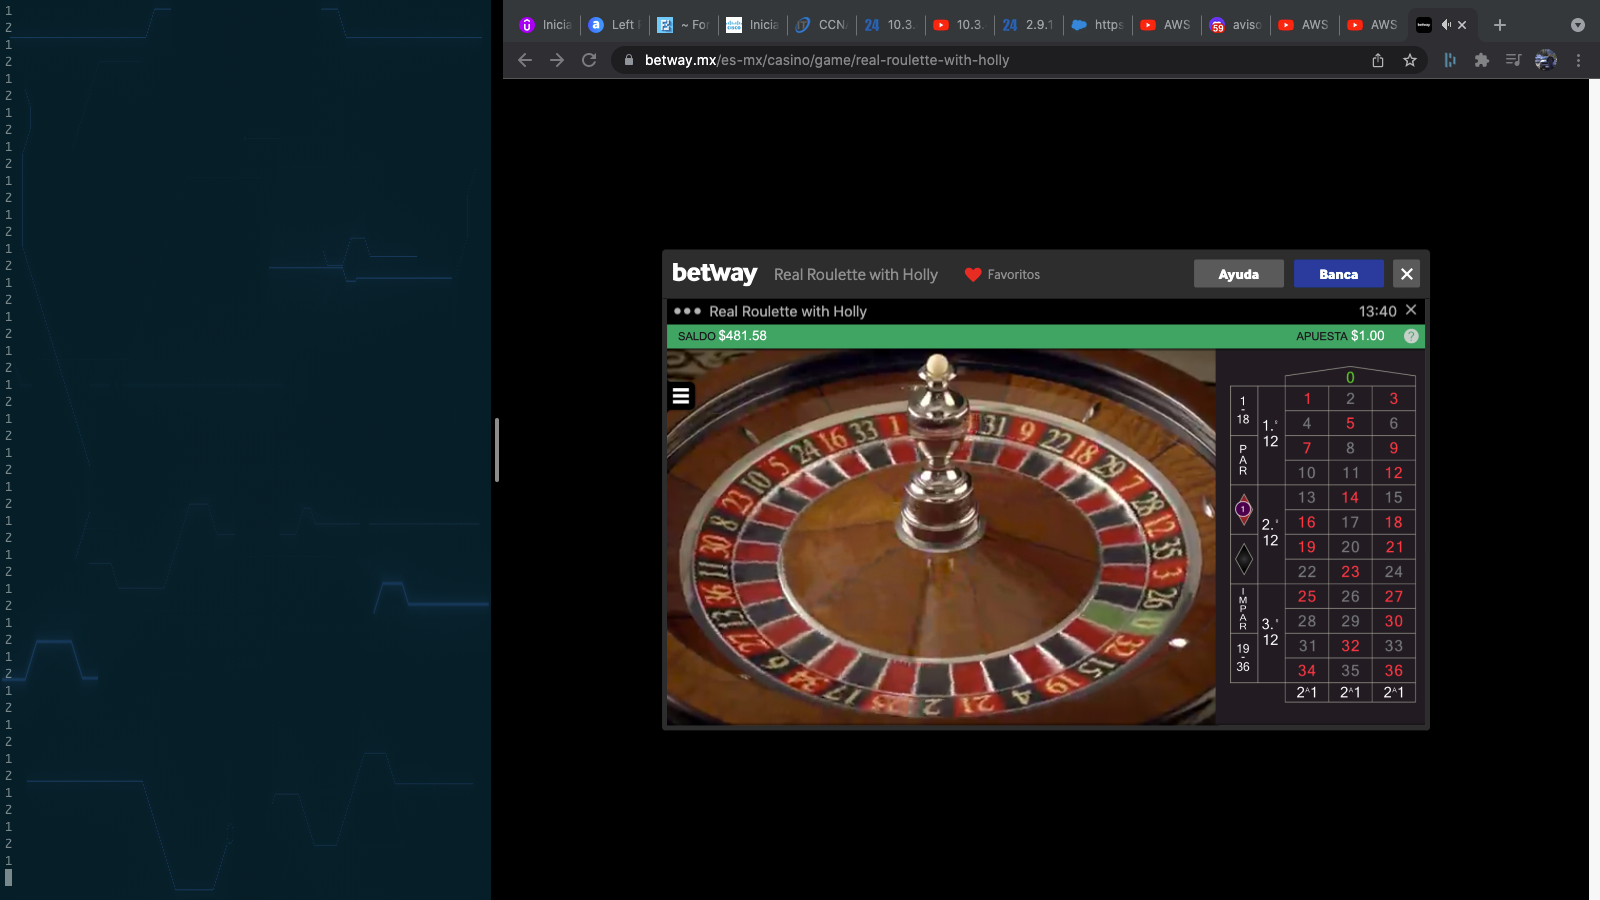 1
2
1
2
1
2
1
2
1
2
1
2
1
2
1
2
1
2
1
2
1
2
1
2
1
2
1
2
1
2
1
2
1
2
1
2
1
2
1
2
1
2
1
2
1
2
1
2
1
2
1
Inicia
Left
~ For
Inicia
CCN
24 10.3.
10.3.
24 2.9.1
https
AWS
59 aviso
AWS
AWS
betway.mx/es-mx/casino/game/real-roulette-with-holly
betway Real Roulette with Holly Favoritos Ayuda Banca
Real Roulette with Holly 13:40
SALDO $481.58 APUESTA $1.00 ?
5 24 16 33 1 31 9 22 18 29 7 28 12 35 3 26 0 32 15 19 4 21 2 25 17 34 6 27 13 36 11 30 8 23 10
0
1 2 3
4 5 6
7 8 9
10 11 12
13 14 15
16 17 18
19 20 21
22 23 24
25 26 27
28 29 30
31 32 33
34 35 36
2^1 2^1 2^1
1 - 18
PAR
1
IMPAR
19 - 36
1.ª 12
2.ª 12
3.ª 12